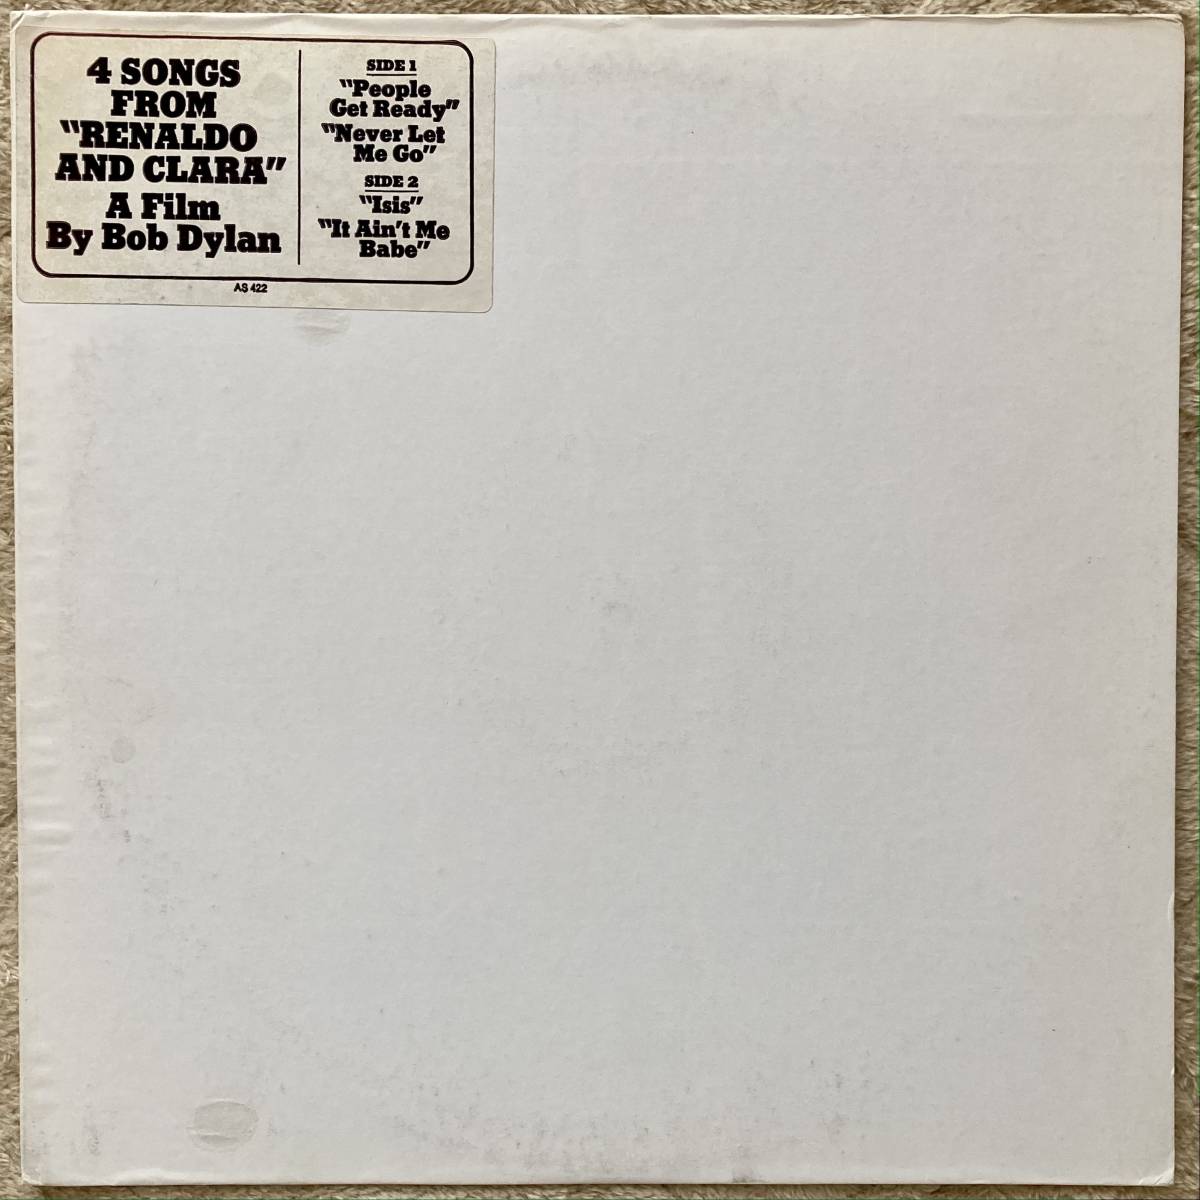 4 SONGS
FROM
"RENALDO
AND CLARA"
A Film
By Bob Dylan
SIDE 1
"People
Get Ready"
"Never Let
Me Go"
SIDE 2
"Isis"
"It Ain't Me
Babe"
AS 422